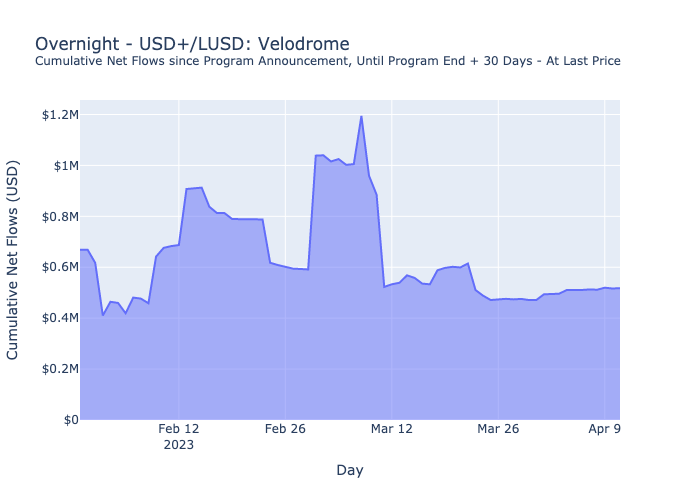 Overnight - USD+/LUSD: Velodrome
Cumulative Net Flows since Program Announcement, Until Program End + 30 Days - At Last Price
Cumulative Net Flows (USD)
$1.2M
$1M
$0.8M
$0.6M
$0.4M
$0.2M
$0
Feb 12
2023
Feb 26
Mar 12
Mar 26
Apr 9
Day